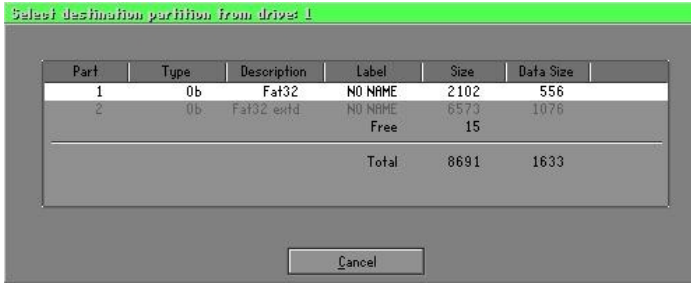 Select destination partition from drive: 1
Part Type Description Label Size Data Size
1 0b Fat32 NO NAME 2102 556
2 0b Fat32 extd NO NAME 6573 1076
Free 15
Total 8691 1633
Cancel